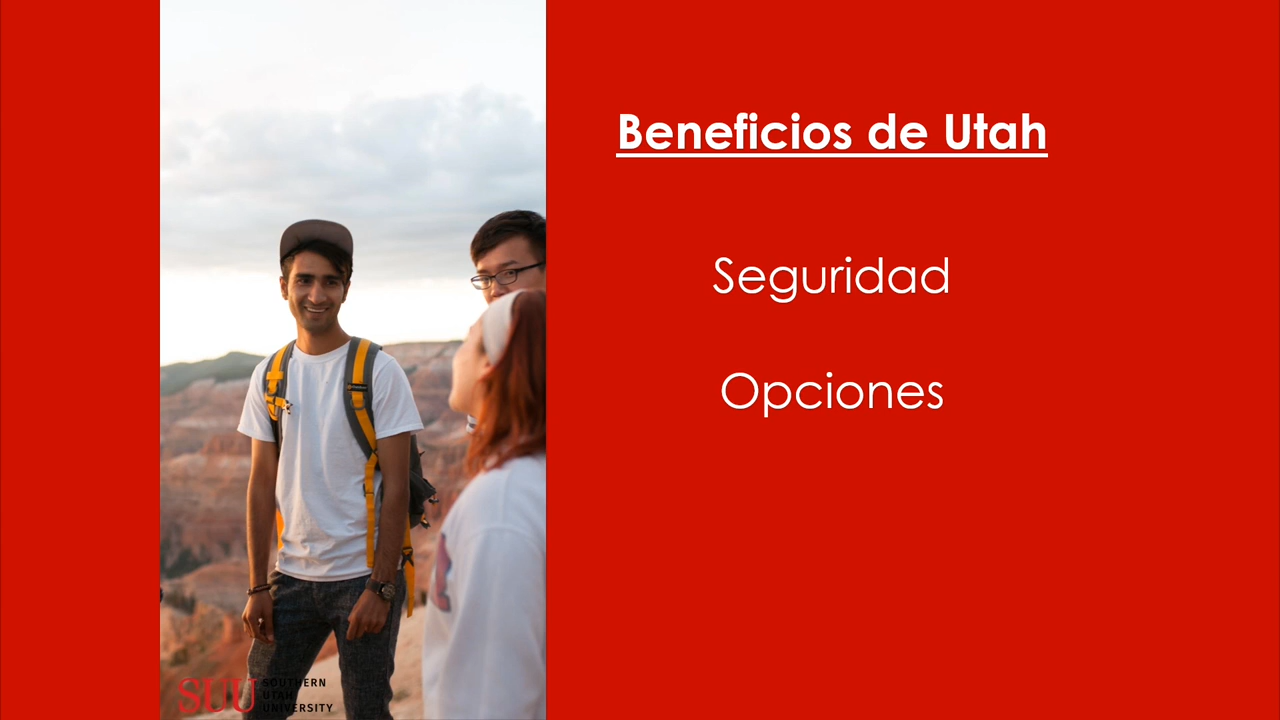 Beneficios de Utah
Seguridad
Opciones
SUU
SOUTHERN
UTAH
UNIVERSITY